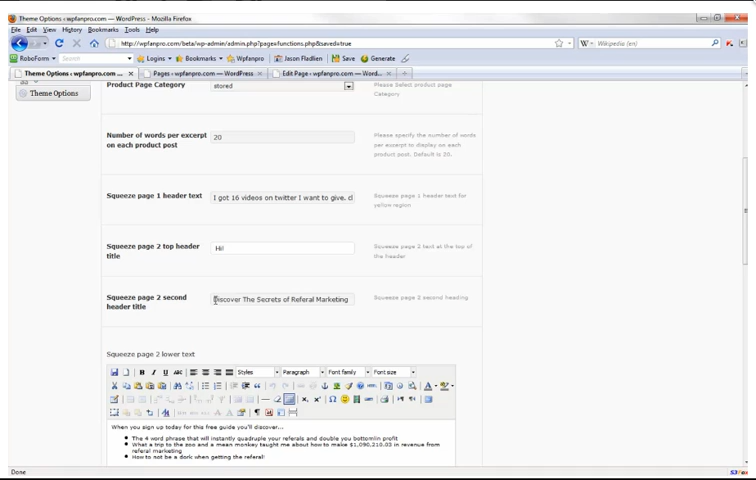 Theme Options ‹ wpfanpro.com — WordPress - Mozilla Firefox
File Edit View History Bookmarks Tools Help
http://wpfanpro.com/beta/wp-admin/admin.php?page=functions.php&saved=true
Wikipedia (en)
RoboForm Search Logins Bookmarks Wpfanpro Jason Fladlien Save Generate
Theme Options ‹ wpfanpro.com ... Pages ‹ wpfanpro.com — WordPress Edit Page ‹ wpfanpro.com — Word...
Theme Options
Product Page Category
stored
Please Select product page
Category
Number of words per excerpt
on each product post
20
Please specify the number of words
per excerpt to display on each
product post. Default is 20.
Squeeze page 1 header text
I got 16 videos on twitter I want to give. cl
Squeeze page 1 header text for
yellow region
Squeeze page 2 top header
title
Hi!
Squeeze page 2 text at the top of
the header
Squeeze page 2 second
header title
Discover The Secrets of Referal Marketing
Squeeze page 2 second heading
Squeeze page 2 lower text
B I U ABC Styles Paragraph Font family Font size
When you sign up today for this free guide you'll discover...
The 4 word phrase that will instantly quadruple your referals and double you bottomlin profit
What a trip to the zoo and a mean monkey taught me about how to make $1,090,210.03 in revenue from
referal marketing
How to not be a dork when getting the referal!
Done